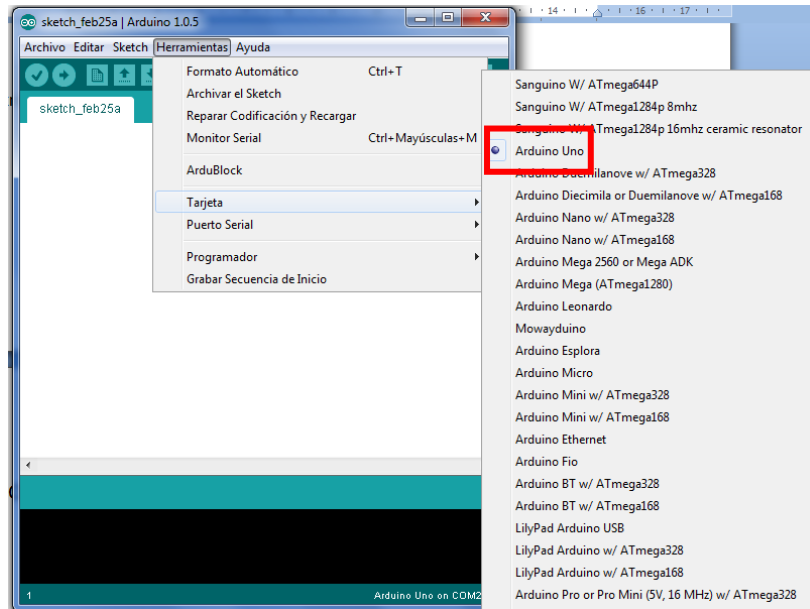 sketch_feb25a | Arduino 1.0.5
Archivo Editar Sketch Herramientas Ayuda
sketch_feb25a
Formato Automático Ctrl+T
Archivar el Sketch
Reparar Codificación y Recargar
Monitor Serial Ctrl+Mayúsculas+M
ArduBlock
Tarjeta
Puerto Serial
Programador
Grabar Secuencia de Inicio
14 16 17
Sanguino W/ ATmega644P
Sanguino W/ ATmega1284p 8mhz
Sanguino W/ ATmega1284p 16mhz ceramic resonator
Arduino Uno
Arduino Duemilanove w/ ATmega328
Arduino Diecimila or Duemilanove w/ ATmega168
Arduino Nano w/ ATmega328
Arduino Nano w/ ATmega168
Arduino Mega 2560 or Mega ADK
Arduino Mega (ATmega1280)
Arduino Leonardo
Mowayduino
Arduino Esplora
Arduino Micro
Arduino Mini w/ ATmega328
Arduino Mini w/ ATmega168
Arduino Ethernet
Arduino Fio
Arduino BT w/ ATmega328
Arduino BT w/ ATmega168
LilyPad Arduino USB
LilyPad Arduino w/ ATmega328
LilyPad Arduino w/ ATmega168
Arduino Pro or Pro Mini (5V, 16 MHz) w/ ATmega328
1 Arduino Uno on COM2